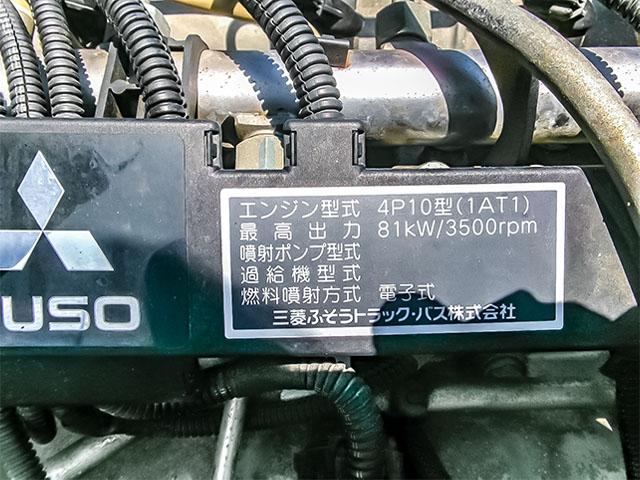 エンジン型式 4P10型(1AT1)
最高出力 81kW/3500rpm
噴射ポンプ型式
過給機型式
燃料噴射方式 電子式
三菱ふそうトラック・バス株式会社
USO